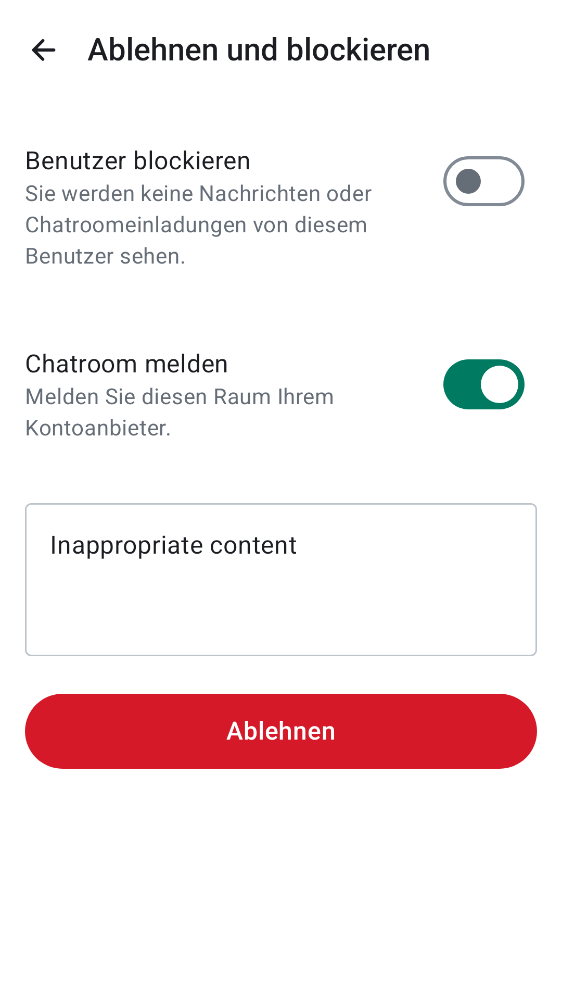 Ablehnen und blockieren
Benutzer blockieren
Sie werden keine Nachrichten oder
Chatroomeinladungen von diesem
Benutzer sehen.
Chatroom melden
Melden Sie diesen Raum Ihrem
Kontoanbieter.
Inappropriate content
Ablehnen